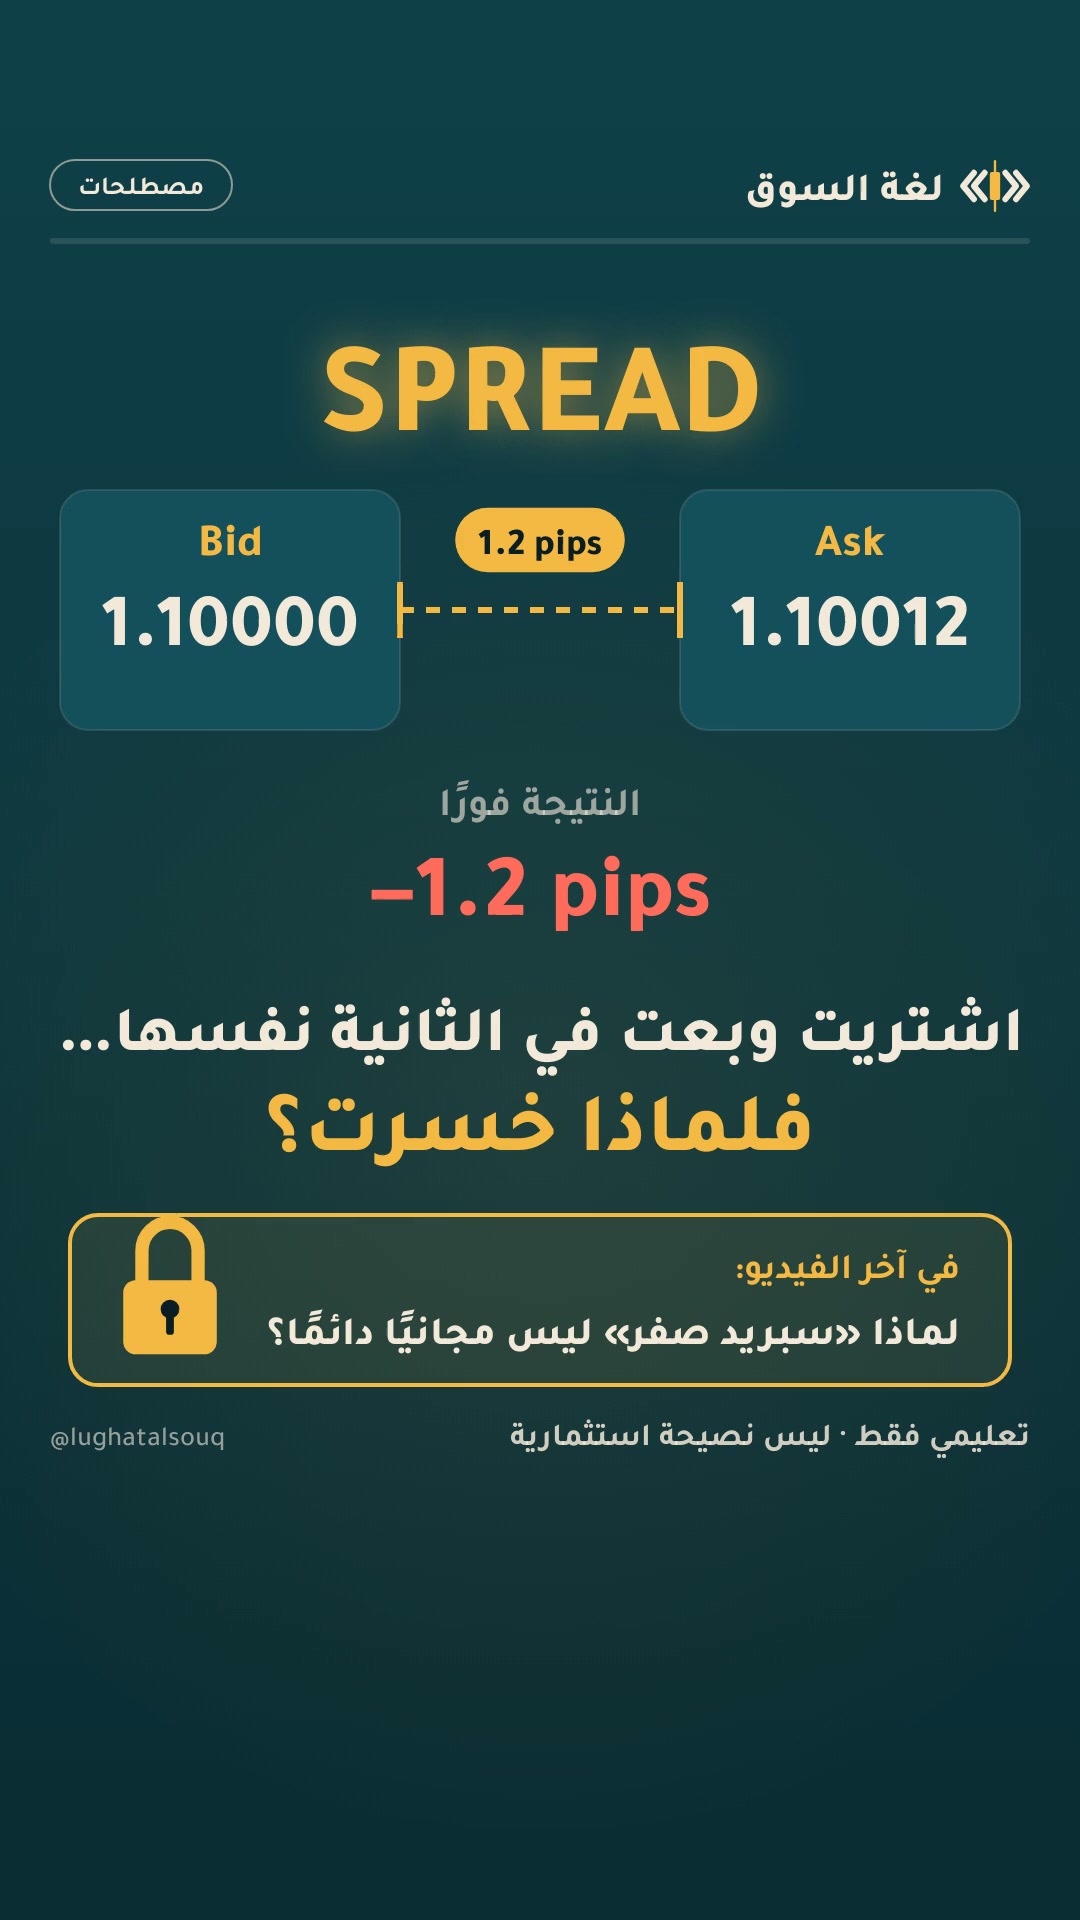 لغة السوق
مصطلحات
SPREAD
Bid
1.10000
1.2 pips
Ask
1.10012
النتيجة فورًا
−1.2 pips
اشتريت وبعت في الثانية نفسها...
فلماذا خسرت؟
في آخر الفيديو:
لماذا «سبريد صفر» ليس مجانيًا دائمًا؟
تعليمي فقط · ليس نصيحة استثمارية
@lughatalsouq